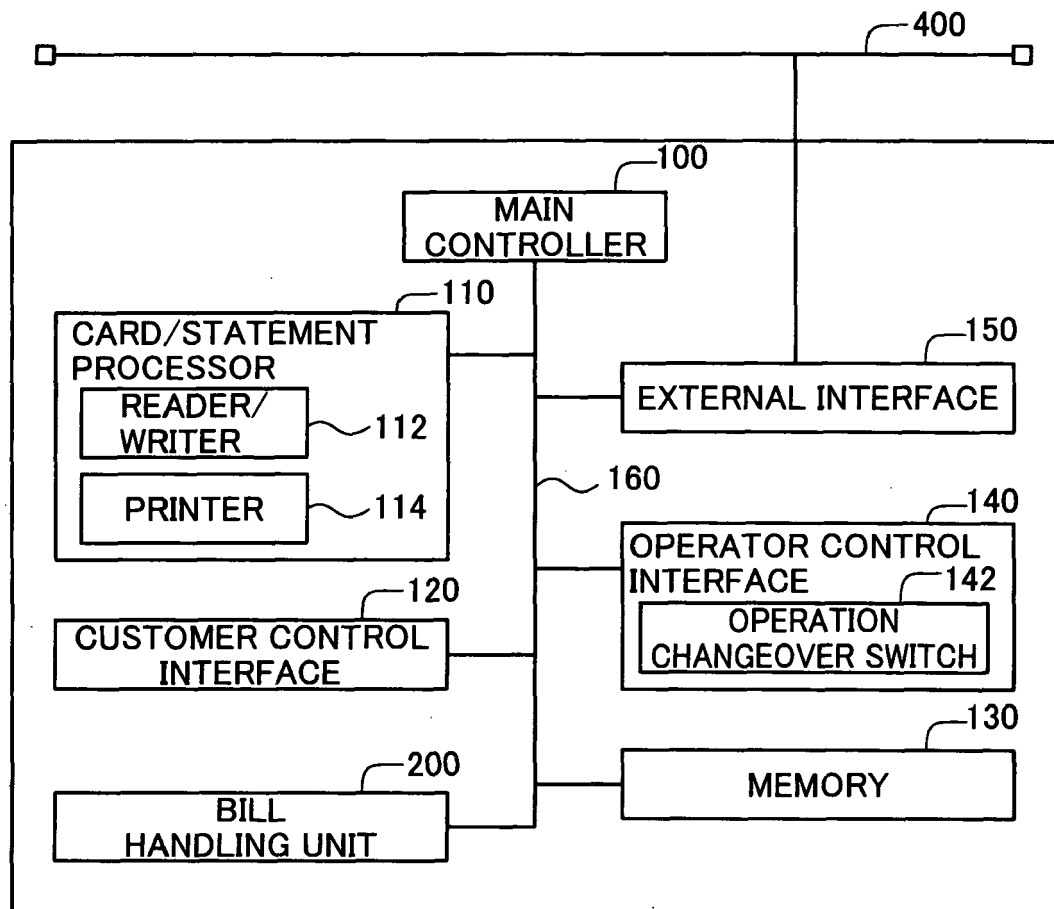 400
100
MAIN
CONTROLLER
110
CARD/STATEMENT
PROCESSOR
READER/
WRITER
112
PRINTER
114
150
EXTERNAL INTERFACE
160
140
OPERATOR CONTROL
INTERFACE
142
OPERATION
CHANGEOVER SWITCH
120
CUSTOMER CONTROL
INTERFACE
130
MEMORY
200
BILL
HANDLING UNIT